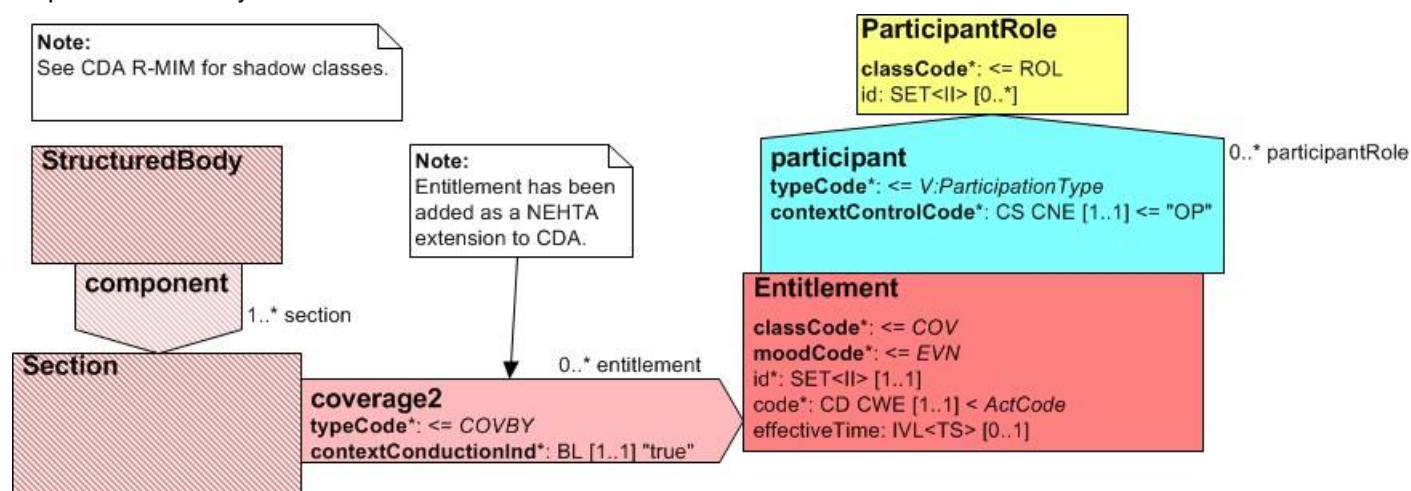 Note:
See CDA R-MIM for shadow classes.
ParticipantRole
classCode*: <= ROL
id: SET<II> [0..*]
StructuredBody
component
1..* section
Note:
Entitlement has been
added as a NEHTA
extension to CDA.
participant
typeCode*: <= V:ParticipationType
contextControlCode*: CS CNE [1..1] <= "OP"
0..* participantRole
Section
0..* entitlement
coverage2
typeCode*: <= COVBY
contextConductionInd*: BL [1..1] "true"
Entitlement
classCode*: <= COV
moodCode*: <= EVN
id*: SET<II> [1..1]
code*: CD CWE [1..1] < ActCode
effectiveTime: IVL<TS> [0..1]